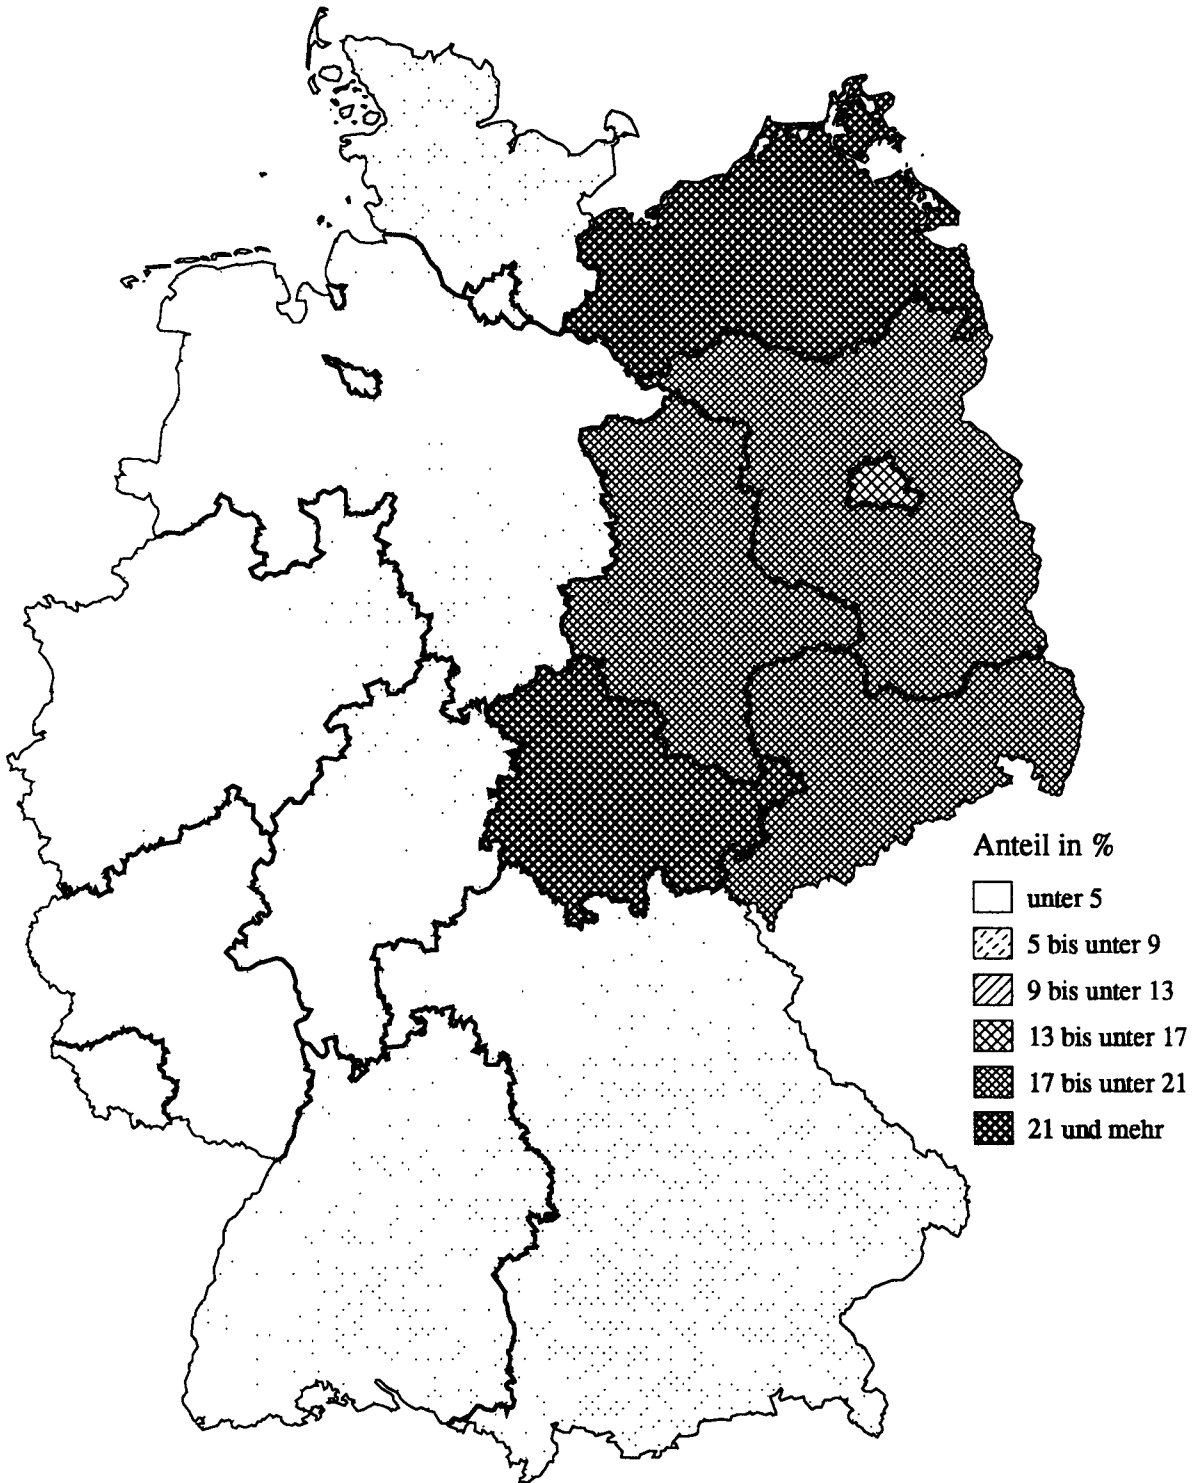 Anteil in %
unter 5
5 bis unter 9
9 bis unter 13
13 bis unter 17
17 bis unter 21
21 und mehr